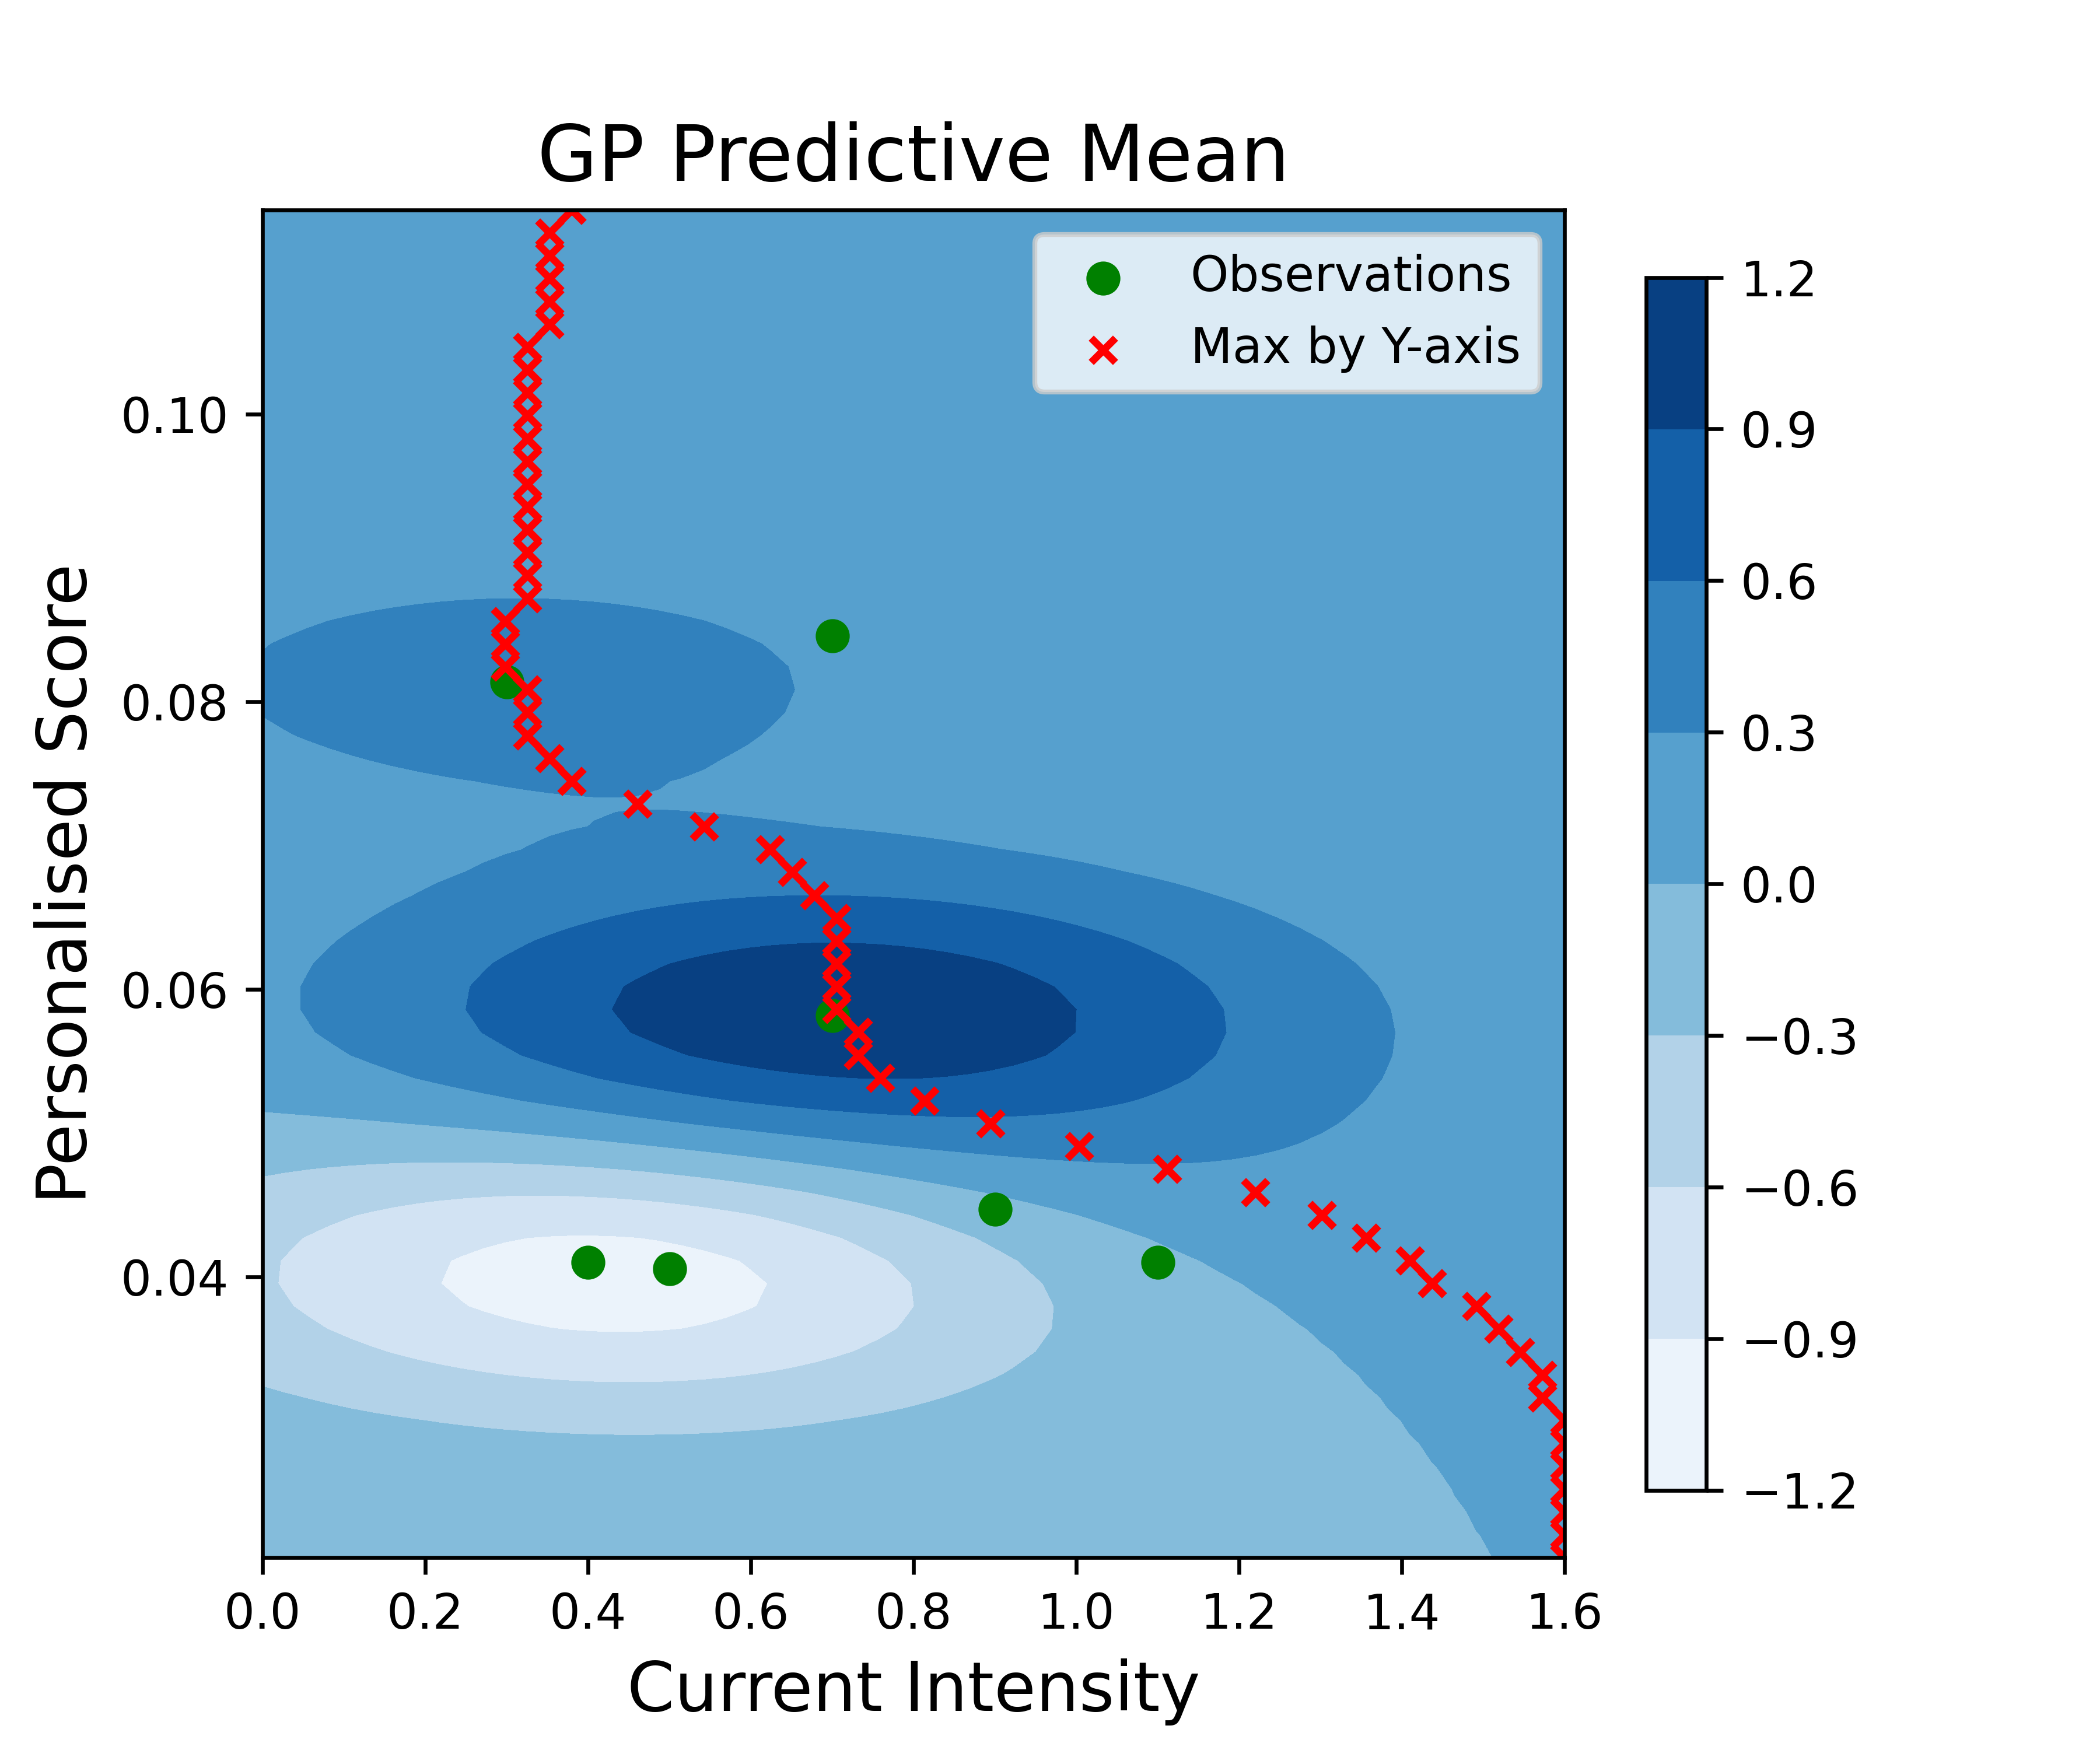 GP Predictive Mean
Observations
Max by Y-axis
Personalised Score
0.10
0.08
0.06
0.04
0.0 0.2 0.4 0.6 0.8 1.0 1.2 1.4 1.6
Current Intensity
1.2
0.9
0.6
0.3
0.0
−0.3
−0.6
−0.9
−1.2